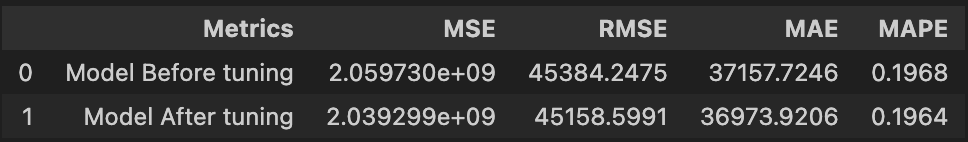 Metrics MSE RMSE MAE MAPE
0 Model Before tuning 2.059730e+09 45384.2475 37157.7246 0.1968
1 Model After tuning 2.039299e+09 45158.5991 36973.9206 0.1964